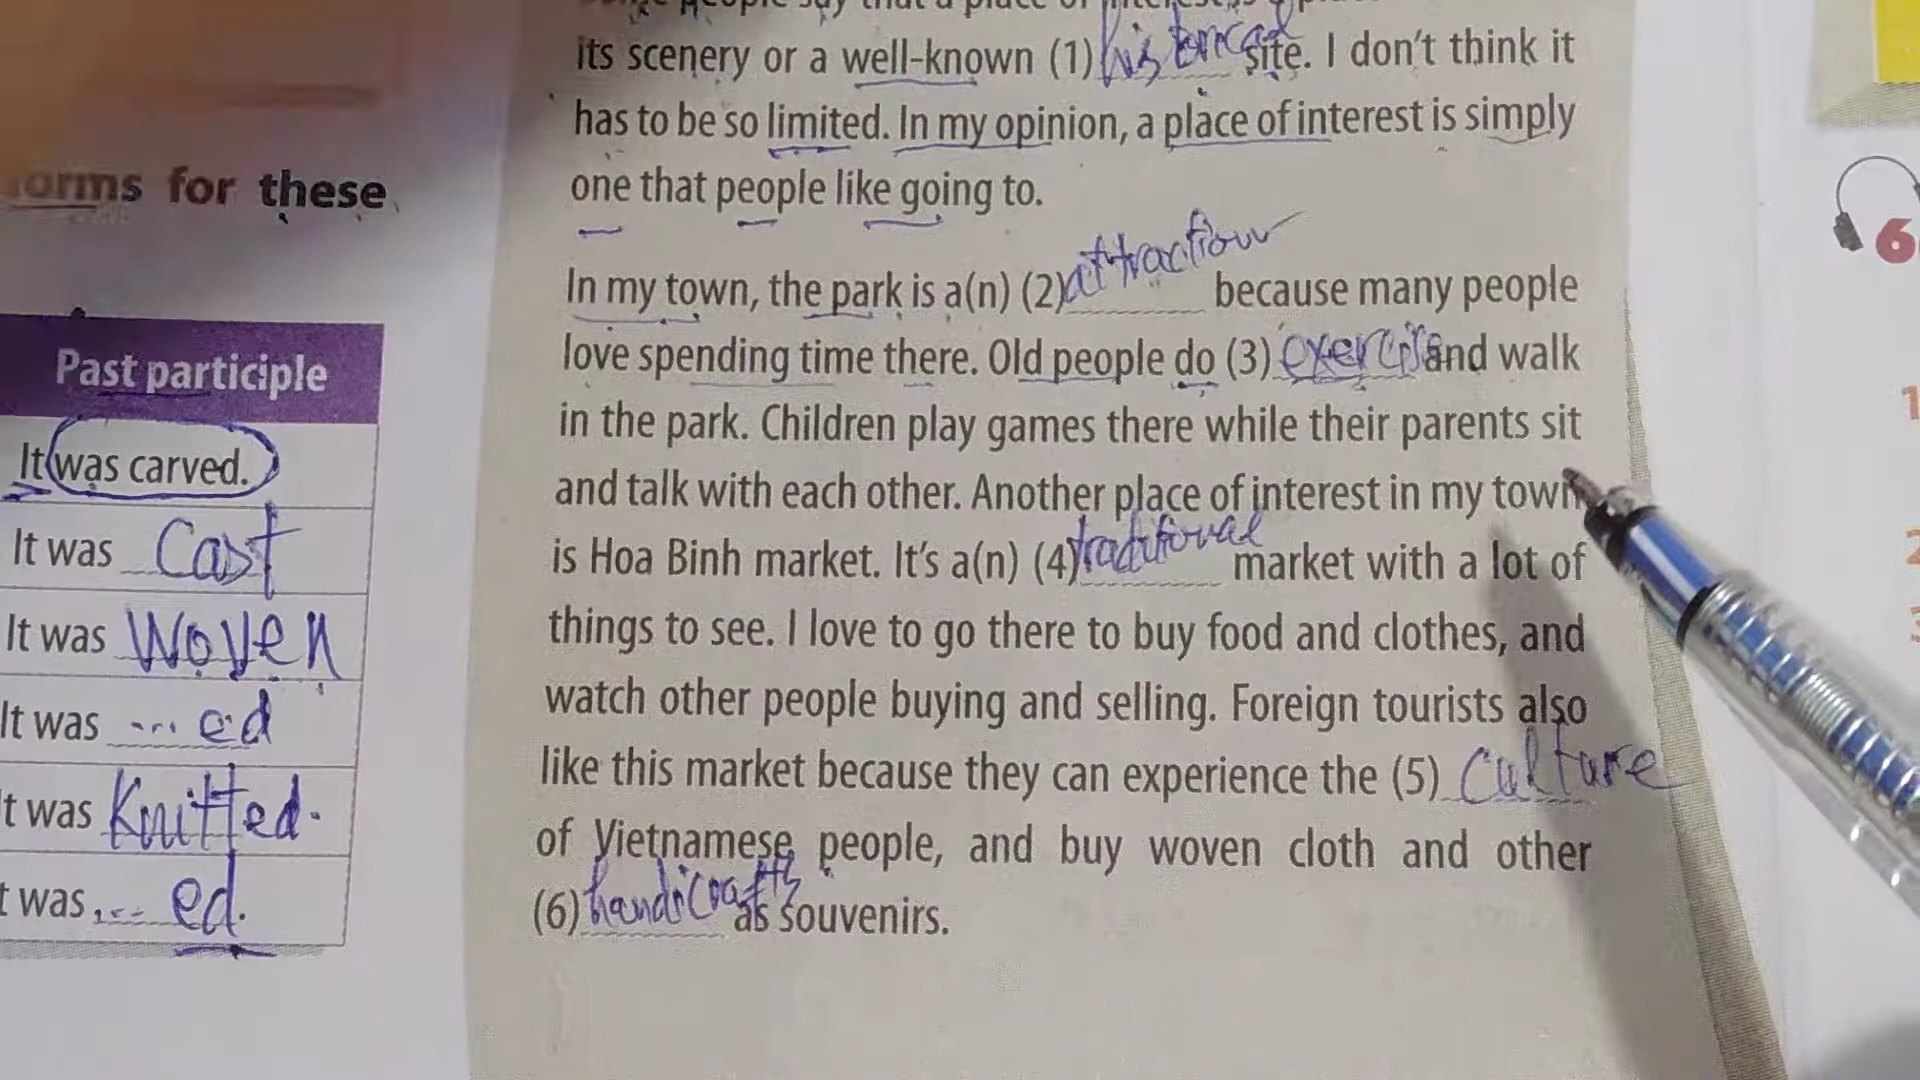 orms for these
Past participle
It was carved.
It was Cast
It was Woven
It was ... ed
t was Knitted.
t was ... ed.
its scenery or a well-known (1) historical site. I don't think it
has to be so limited. In my opinion, a place of interest is simply
one that people like going to.
In my town, the park is a(n) (2) attraction because many people
love spending time there. Old people do (3) exercise and walk
in the park. Children play games there while their parents sit
and talk with each other. Another place of interest in my town
is Hoa Binh market. It's a(n) (4) traditional market with a lot of
things to see. I love to go there to buy food and clothes, and
watch other people buying and selling. Foreign tourists also
like this market because they can experience the (5) Culture
of Vietnamese people, and buy woven cloth and other
(6) handicrafts as souvenirs.
6
1
2
3